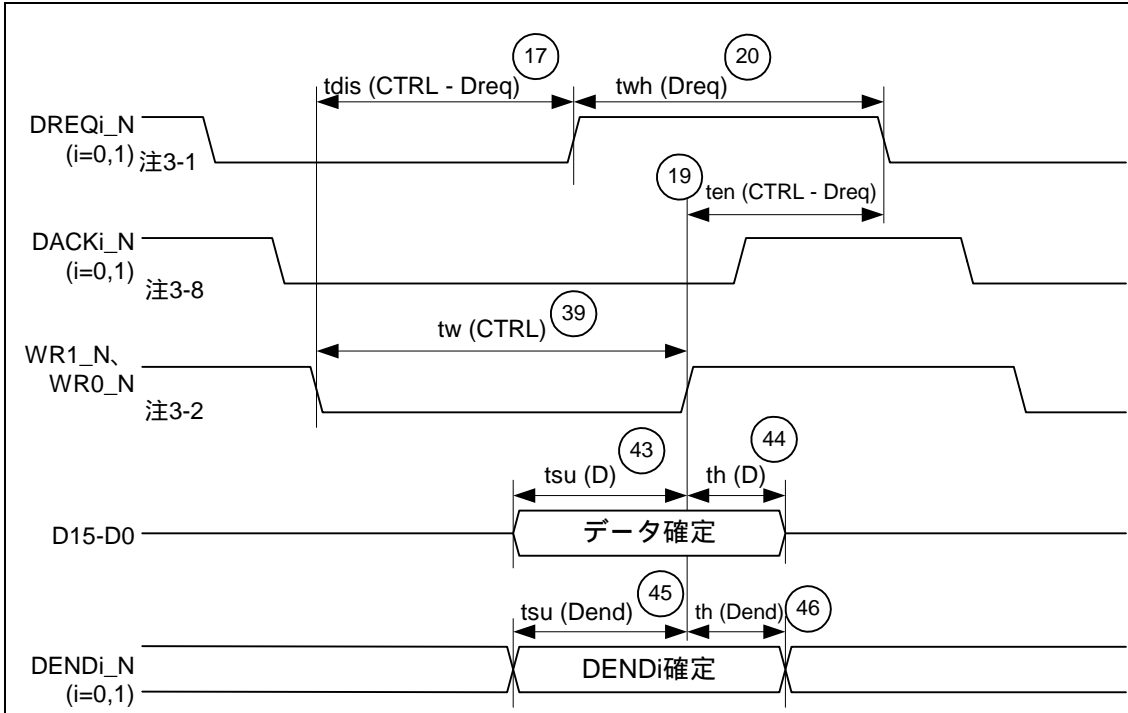 17
20
tdis (CTRL - Dreq)
twh (Dreq)
DREQi_N
(i=0,1)
注3-1
19
ten (CTRL - Dreq)
DACKi_N
(i=0,1)
注3-8
39
tw (CTRL)
WR1_N、
WR0_N
注3-2
43
44
tsu (D)
th (D)
D15-D0
データ確定
45
46
tsu (Dend)
th (Dend)
DENDi_N
(i=0,1)
DENDi確定